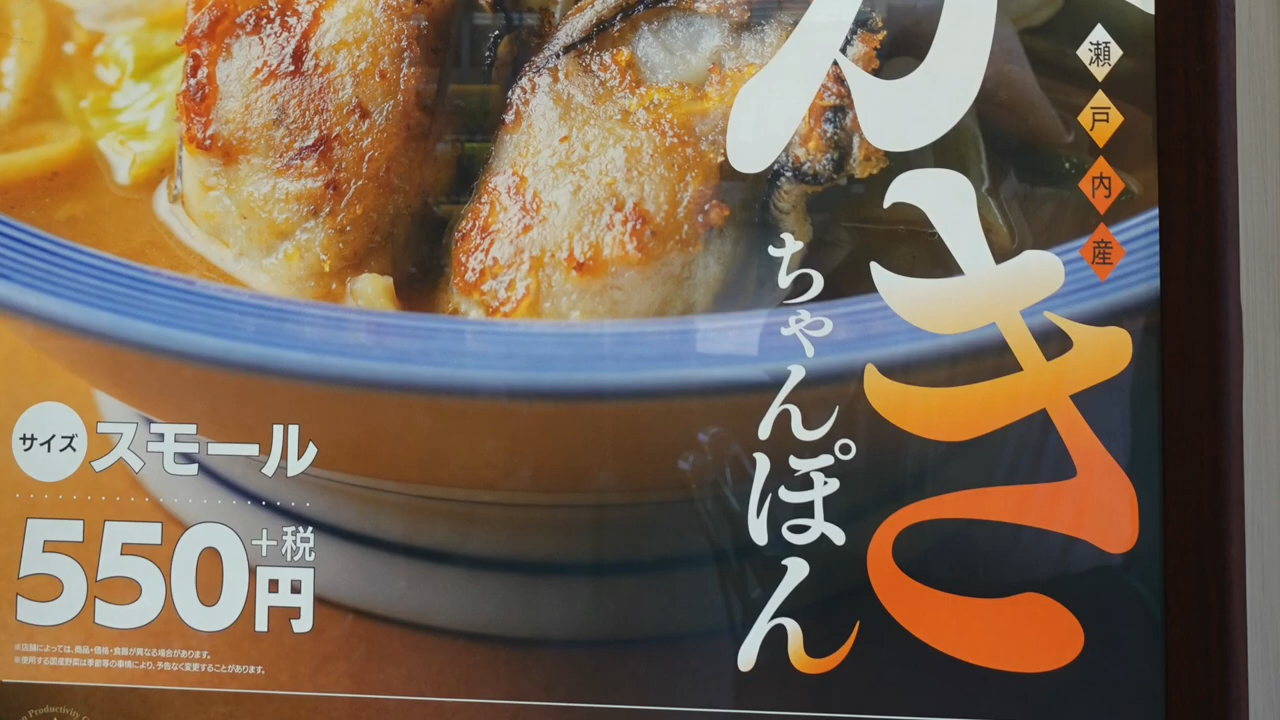 瀬戸内産
かき
ちゃんぽん
サイズ
スモール
550円
+税
※店舗によっては、商品・価格・食器が異なる場合があります。
※使用する国産野菜は季節等の事情により、予告なく変更することがあります。
Productivity